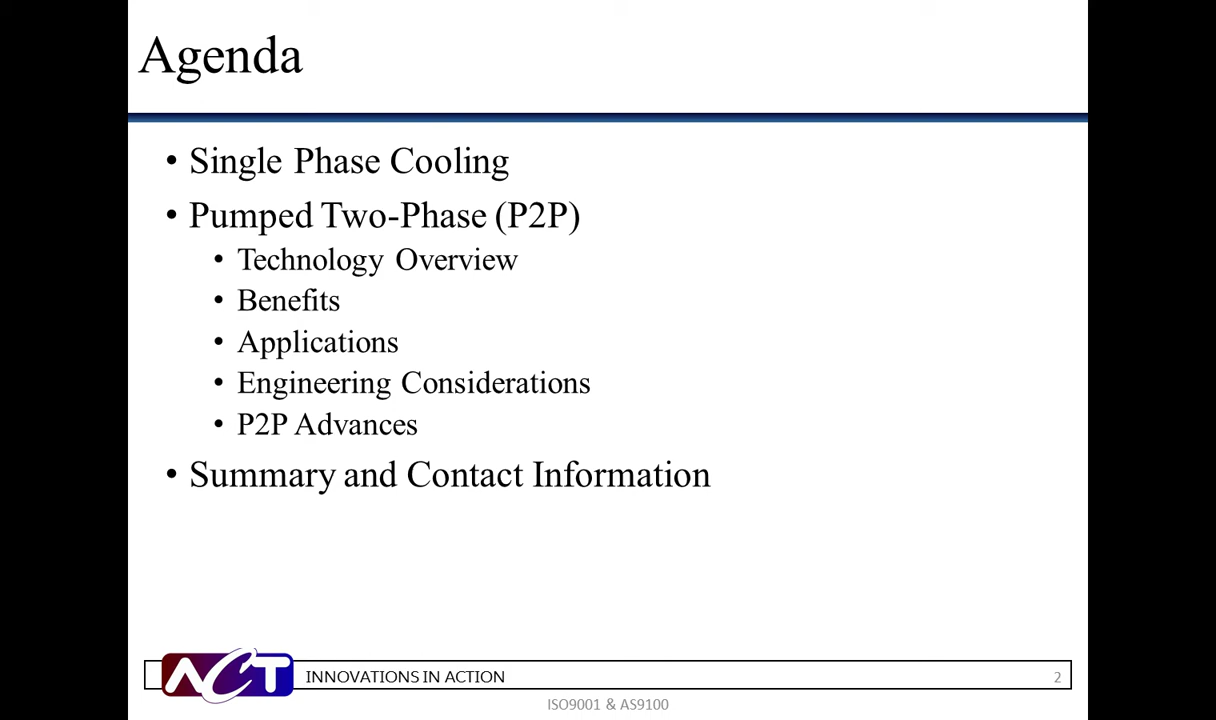 Agenda
• Single Phase Cooling
• Pumped Two-Phase (P2P)
• Technology Overview
• Benefits
• Applications
• Engineering Considerations
• P2P Advances
• Summary and Contact Information
ACT INNOVATIONS IN ACTION 2
ISO9001 & AS9100